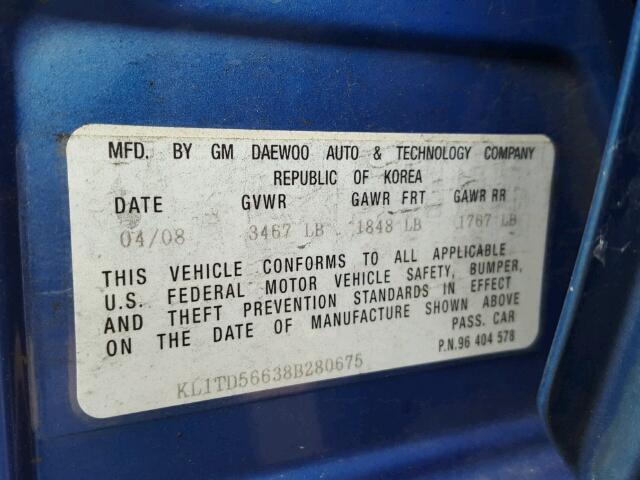 MFD. BY GM DAEWOO AUTO & TECHNOLOGY COMPANY
REPUBLIC OF KOREA
DATE GVWR GAWR FRT GAWR RR
04/08 3467 LB 1848 LB 1767 LB
THIS VEHICLE CONFORMS TO ALL APPLICABLE
U.S. FEDERAL MOTOR VEHICLE SAFETY, BUMPER,
AND THEFT PREVENTION STANDARDS IN EFFECT
ON THE DATE OF MANUFACTURE SHOWN ABOVE
PASS. CAR
P.N.96 404 578
KL1TD56638B280675